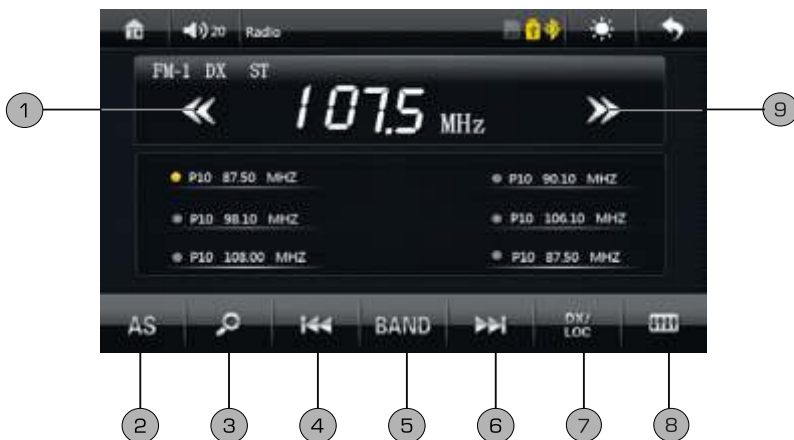 20 Radio
FM-1 DX ST
1 107.5 MHz 9
P10 87.50 MHZ P10 90.10 MHZ
P10 98.10 MHZ P10 106.10 MHZ
P10 108.00 MHZ P10 87.50 MHZ
AS BAND DX/
LOC
2 3 4 5 6 7 8